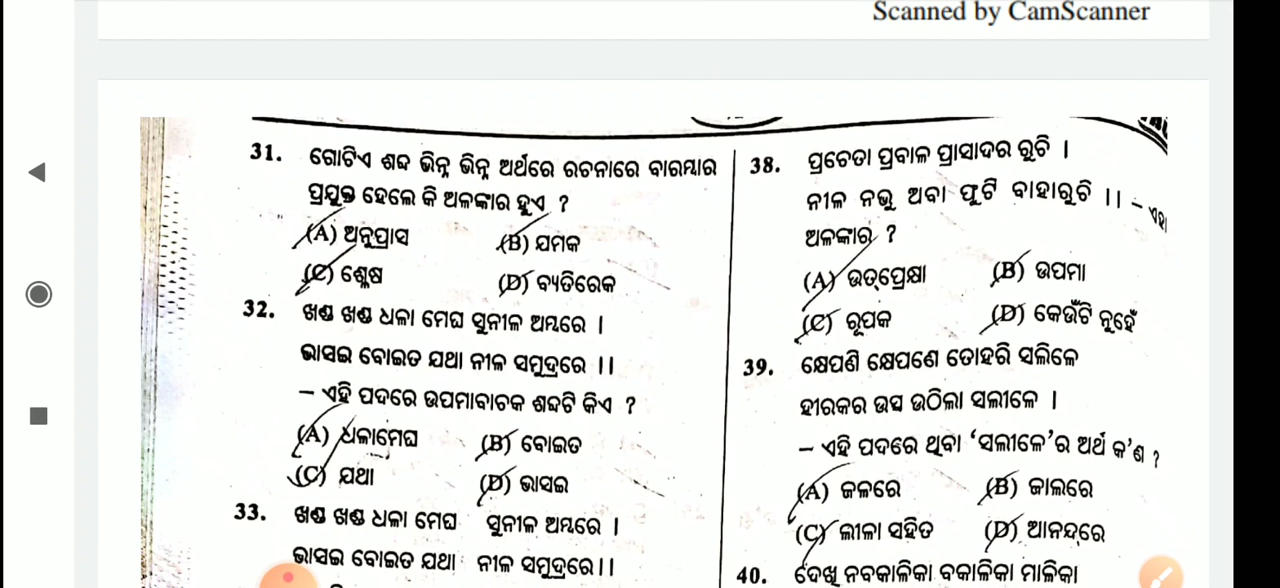 Scanned by CamScanner
31. ଗୋଟିଏ ଶବ୍ଦ ଭିନ୍ନ ଭିନ୍ନ ଅର୍ଥରେ ରଚନାରେ ବାରମ୍ବାର
ପ୍ରଯୁକ୍ତ ହେଲେ କି ଅଳଙ୍କାର ହୁଏ ?
(A) ଅନୁପ୍ରାସ (B) ଯମକ
(C) ଶ୍ଳେଷ (D) ବ୍ୟତିରେକ
32. ଖଣ୍ଡ ଖଣ୍ଡ ଧଳା ମେଘ ସୁନୀଳ ଅମ୍ବରେ ।
ଭାସଇ ବୋଇତ ଯଥା ନୀଳ ସମୁଦ୍ରରେ ।।
– ଏହି ପଦରେ ଉପମାବାଚକ ଶବ୍ଦଟି କିଏ ?
(A) ଧଳାମେଘ (B) ବୋଇତ
(C) ଯଥା (D) ଭାସଇ
33. ଖଣ୍ଡ ଖଣ୍ଡ ଧଳା ମେଘ ସୁନୀଳ ଅମ୍ବରେ ।
ଭାସଇ ବୋଇତ ଯଥା ନୀଳ ସମୁଦ୍ରରେ।।
38. ପ୍ରଚେତା ପ୍ରବାଳ ପ୍ରାସାଦର ରୁଚି ।
ନୀଳ ନଭୁ ଅବା ଫୁଟି ବାହାରୁଚି ।। – ଏହା
ଅଳଙ୍କାର ?
(A) ଉତ୍‌ପ୍ରେକ୍ଷା (B) ଉପମା
(C) ରୂପକ (D) କେଉଁଟି ନୁହେଁ
39. କ୍ଷେପଣି କ୍ଷେପଣେ ତୋହରି ସଲିଳେ
ହୀରକର ଉସ ଉଠିଲା ସଲୀଳେ ।
– ଏହି ପଦରେ ଥିବା ‘ସଲୀଳେ’ର ଅର୍ଥ କ’ଣ ?
(A) ଜଳରେ (B) ଜାଲରେ
(C) ଲୀଳା ସହିତ (D) ଆନନ୍ଦରେ
40. ଦେଖି ନବକାଳିକା ବକାଳିକା ମାଳିକା